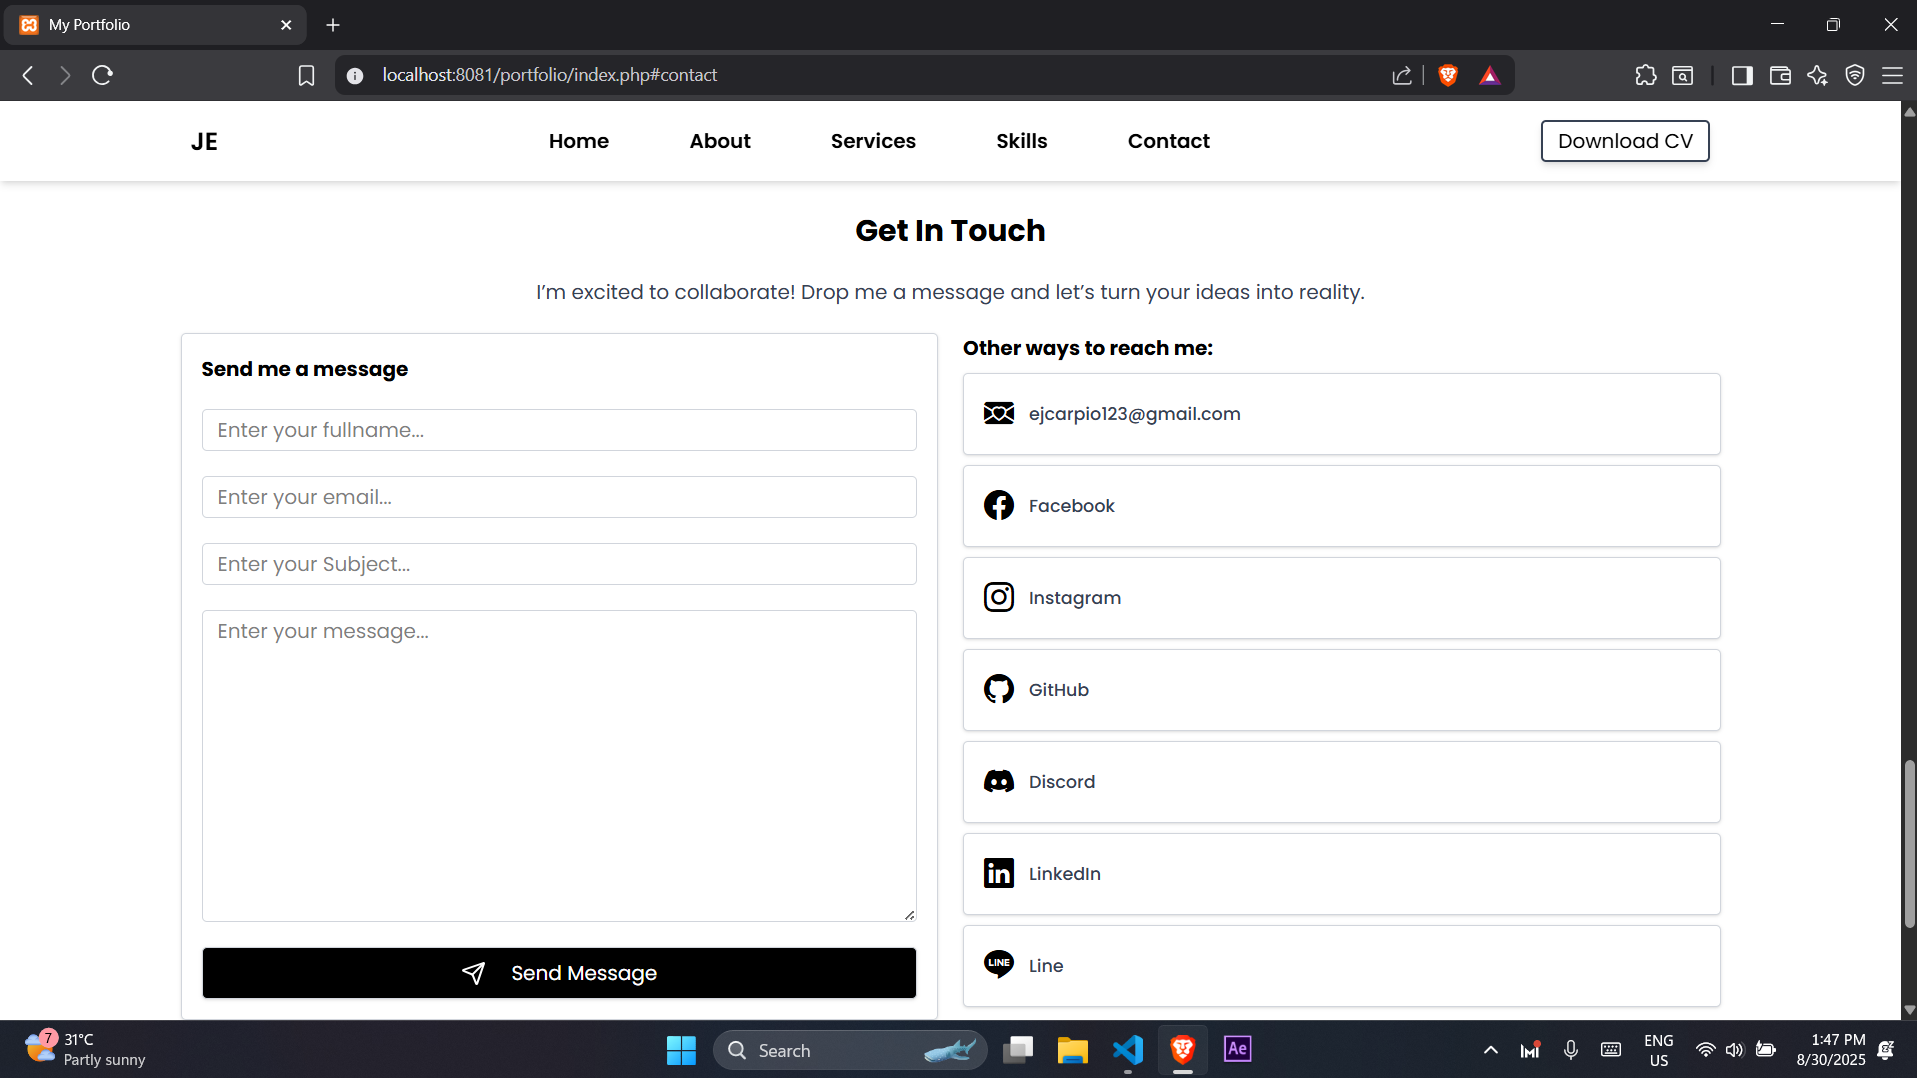 My Portfolio
localhost:8081/portfolio/index.php#contact
JE
Home
About
Services
Skills
Contact
Download CV
Get In Touch
I’m excited to collaborate! Drop me a message and let’s turn your ideas into reality.
Send me a message
Enter your fullname...
Enter your email...
Enter your Subject...
Enter your message...
Send Message
Other ways to reach me:
ejcarpio123@gmail.com
Facebook
Instagram
GitHub
Discord
LinkedIn
LINE
Line
7
31°C
Partly sunny
Search
Ae
ENG
US
1:47 PM
8/30/2025